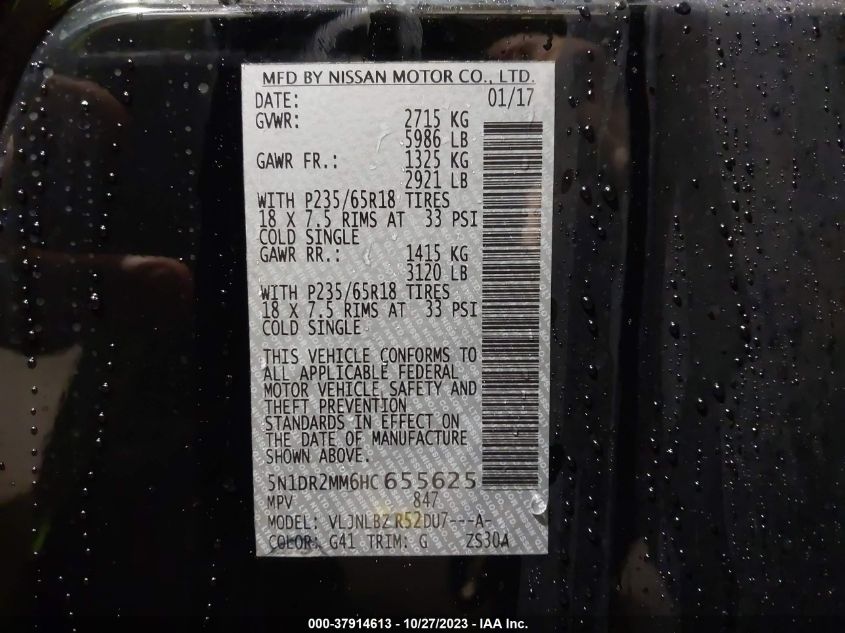 MFD BY NISSAN MOTOR CO., LTD.
DATE: 01/17
GVWR: 2715 KG
5986 LB
GAWR FR.: 1325 KG
2921 LB
WITH P235/65R18 TIRES
18 X 7.5 RIMS AT 33 PSI
COLD SINGLE
GAWR RR.: 1415 KG
3120 LB
WITH P235/65R18 TIRES
18 X 7.5 RIMS AT 33 PSI
COLD SINGLE
THIS VEHICLE CONFORMS TO
ALL APPLICABLE FEDERAL
MOTOR VEHICLE SAFETY AND
THEFT PREVENTION
STANDARDS IN EFFECT ON
THE DATE OF MANUFACTURE
SHOWN ABOVE.
5N1DR2MM6HC655625
MPV 847
MODEL: VLJNLBZ R52DU7---A-
COLOR: G41 TRIM: G ZS30A
000-37914613 - 10/27/2023 - IAA Inc.